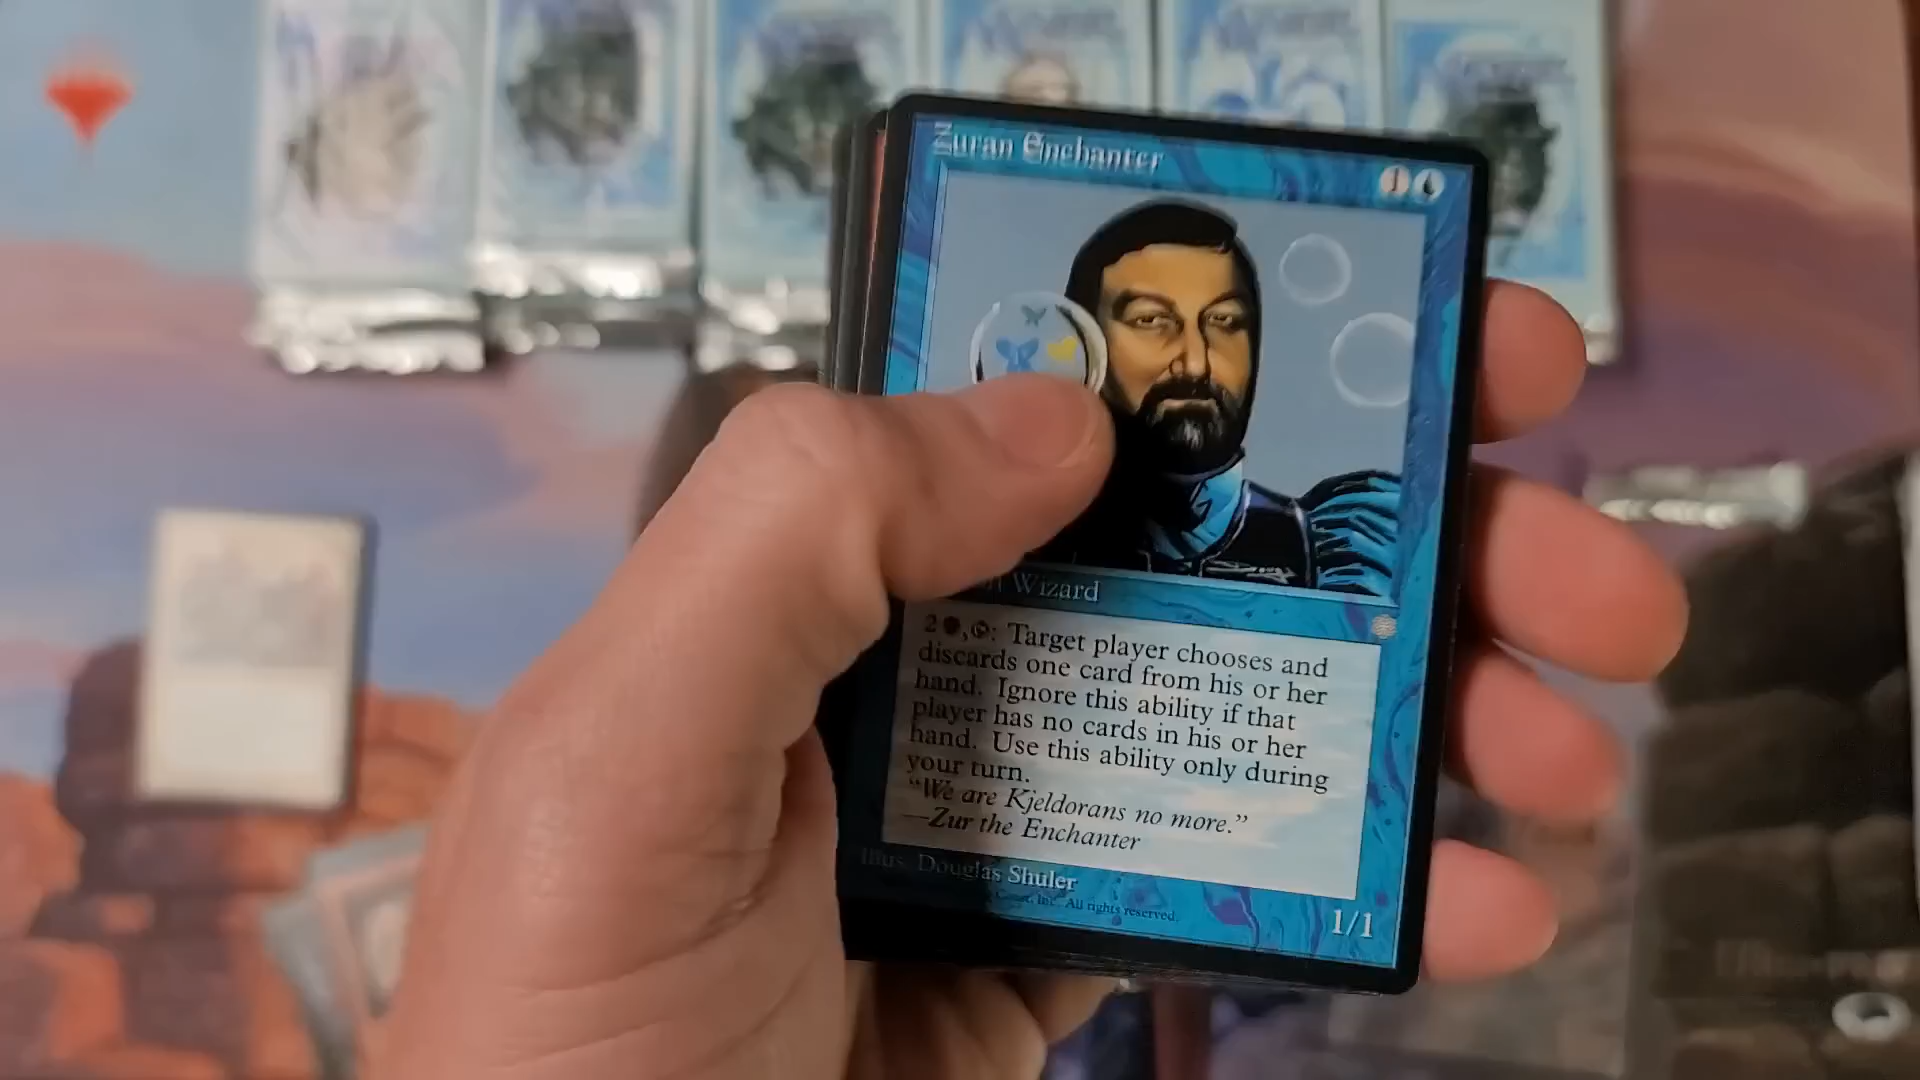 Zuran Enchanter
1
Wizard
2 , : Target player chooses and
discards one card from his or her
hand. Ignore this ability if that
player has no cards in his or her
hand. Use this ability only during
your turn.
“We are Kjeldorans no more.”
—Zur the Enchanter
Illus. Douglas Shuler
Coast, Inc. All rights reserved.
1/1